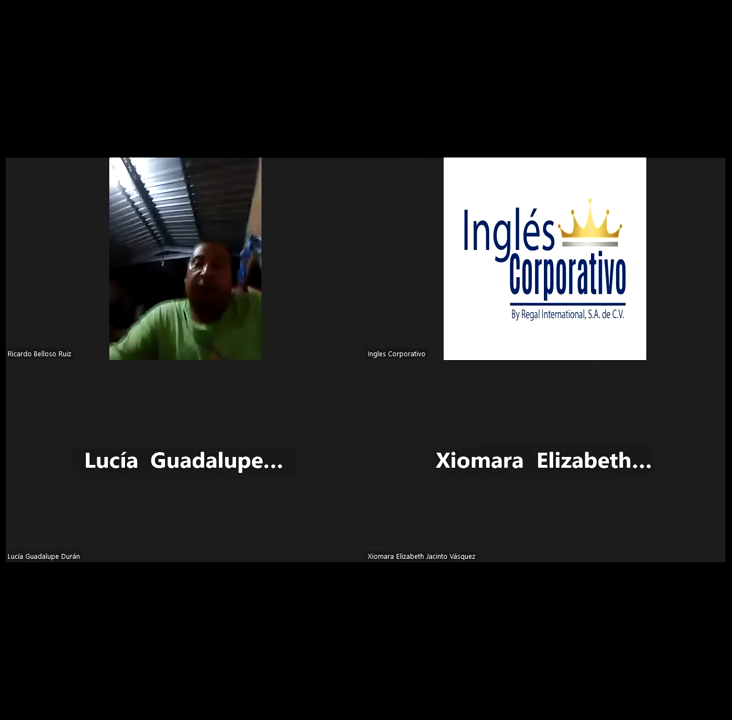 Inglés
Corporativo
By Regal International, S.A. de C.V.
Ricardo Belloso Ruiz
Ingles Corporativo
Lucía Guadalupe...
Xiomara Elizabeth...
Lucía Guadalupe Durán
Xiomara Elizabeth Jacinto Vásquez